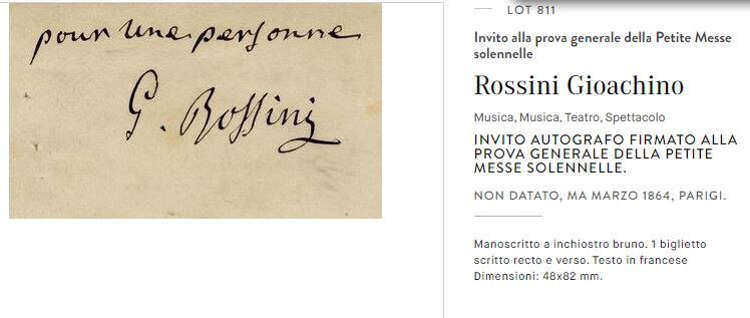 pour une personne
G. Rossini
LOT 811
Invito alla prova generale della Petite Messe
solennelle
Rossini Gioachino
Musica, Musica, Teatro, Spettacolo
INVITO AUTOGRAFO FIRMATO ALLA
PROVA GENERALE DELLA PETITE
MESSE SOLENNELLE.
NON DATATO, MA MARZO 1864, PARIGI.
Manoscritto a inchiostro bruno. 1 biglietto
scritto recto e verso. Testo in francese
Dimensioni: 48x82 mm.